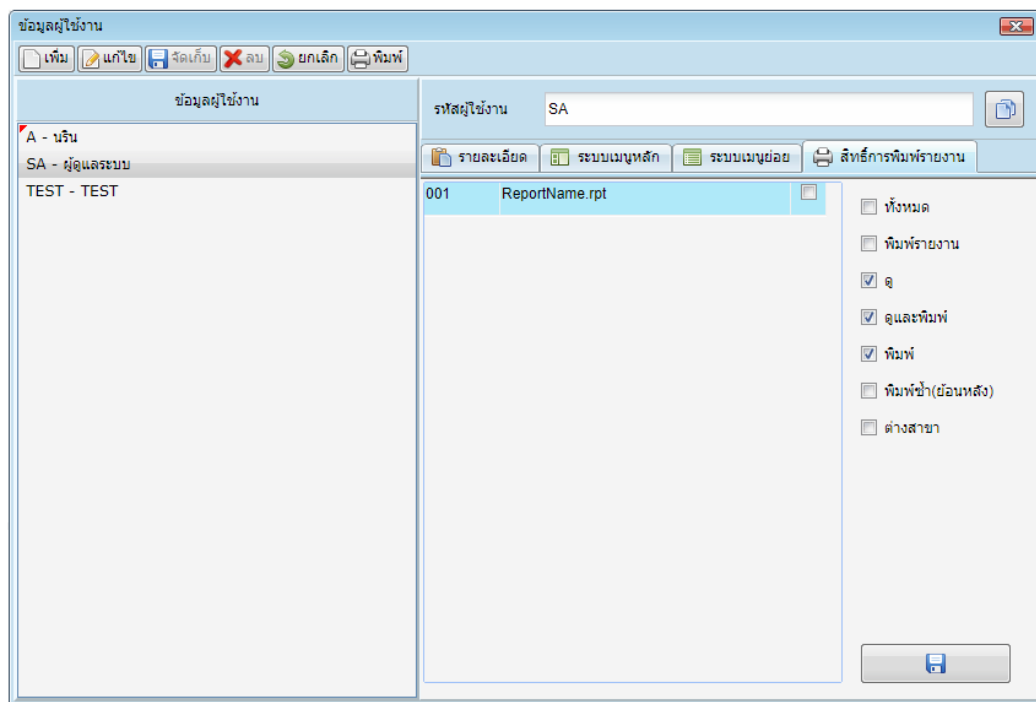 ข้อมูลผู้ใช้งาน
เพิ่ม แก้ไข จัดเก็บ ลบ ยกเลิก พิมพ์
ข้อมูลผู้ใช้งาน
A - นริน
SA - ผู้ดูแลระบบ
TEST - TEST
รหัสผู้ใช้งาน SA
รายละเอียด ระบบเมนูหลัก ระบบเมนูย่อย สิทธิ์การพิมพ์รายงาน
001 ReportName.rpt
ทั้งหมด
พิมพ์รายงาน
ดู
ดูและพิมพ์
พิมพ์
พิมพ์ซ้ำ(ย้อนหลัง)
ต่างสาขา